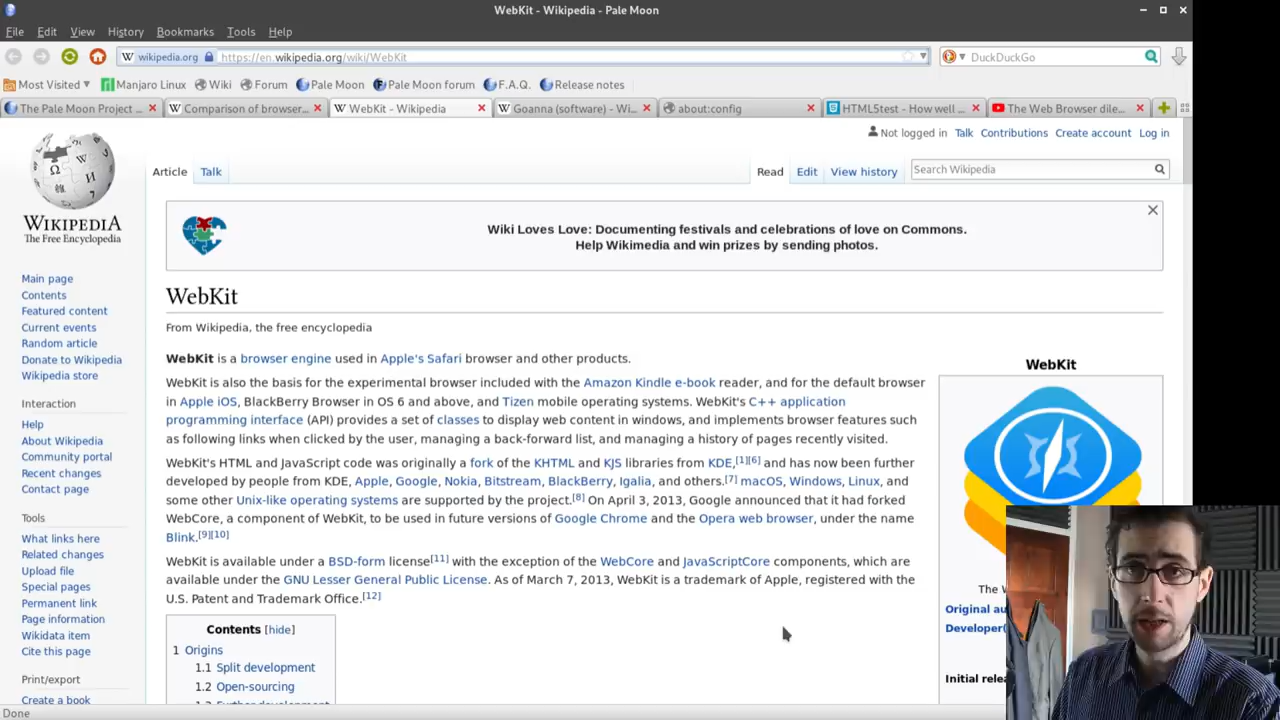 WebKit - Wikipedia - Pale Moon
File Edit View History Bookmarks Tools Help
W wikipedia.org https://en.wikipedia.org/wiki/WebKit DuckDuckGo
Most Visited Manjaro Linux Wiki Forum Pale Moon Pale Moon forum F.A.Q. Release notes
The Pale Moon Project ... Comparison of browser... WebKit - Wikipedia Goanna (software) - Wi... about:config HTML5test - How well ... The Web Browser dile...
Not logged in Talk Contributions Create account Log in
Article Talk Read Edit View history Search Wikipedia
WIKIPEDIA
The Free Encyclopedia
Wiki Loves Love: Documenting festivals and celebrations of love on Commons.
Help Wikimedia and win prizes by sending photos.
Main page
Contents
Featured content
Current events
Random article
Donate to Wikipedia
Wikipedia store
Interaction
Help
About Wikipedia
Community portal
Recent changes
Contact page
Tools
What links here
Related changes
Upload file
Special pages
Permanent link
Page information
Wikidata item
Cite this page
Print/export
Create a book
WebKit
From Wikipedia, the free encyclopedia
WebKit is a browser engine used in Apple's Safari browser and other products.
WebKit is also the basis for the experimental browser included with the Amazon Kindle e-book reader, and for the default browser
in Apple iOS, BlackBerry Browser in OS 6 and above, and Tizen mobile operating systems. WebKit's C++ application
programming interface (API) provides a set of classes to display web content in windows, and implements browser features such
as following links when clicked by the user, managing a back-forward list, and managing a history of pages recently visited.
WebKit's HTML and JavaScript code was originally a fork of the KHTML and KJS libraries from KDE,[1][6] and has now been further
developed by people from KDE, Apple, Google, Nokia, Bitstream, BlackBerry, Igalia, and others.[7] macOS, Windows, Linux, and
some other Unix-like operating systems are supported by the project.[8] On April 3, 2013, Google announced that it had forked
WebCore, a component of WebKit, to be used in future versions of Google Chrome and the Opera web browser, under the name
Blink.[9][10]
WebKit is available under a BSD-form license[11] with the exception of the WebCore and JavaScriptCore components, which are
available under the GNU Lesser General Public License. As of March 7, 2013, WebKit is a trademark of Apple, registered with the
U.S. Patent and Trademark Office.[12]
Contents [hide]
1 Origins
1.1 Split development
1.2 Open-sourcing
WebKit
The W
Original au
Developer(
Initial relea
Done